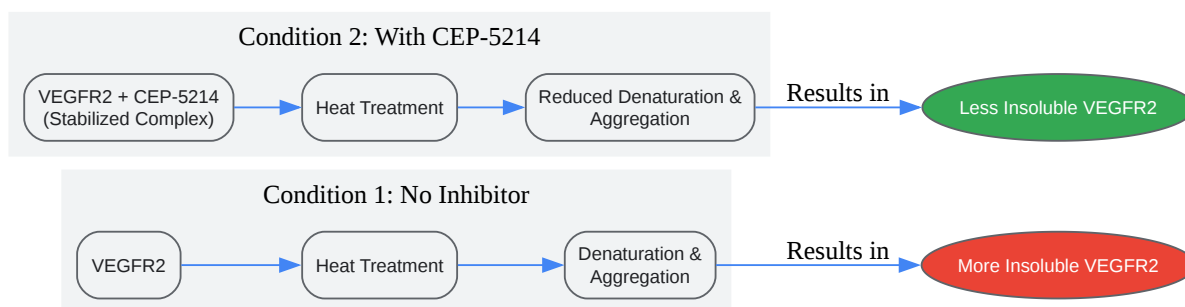 Condition 2: With CEP-5214
VEGFR2 + CEP-5214
(Stabilized Complex)
Heat Treatment
Reduced Denaturation &
Aggregation
Results in
Less Insoluble VEGFR2
Condition 1: No Inhibitor
VEGFR2
Heat Treatment
Denaturation &
Aggregation
Results in
More Insoluble VEGFR2